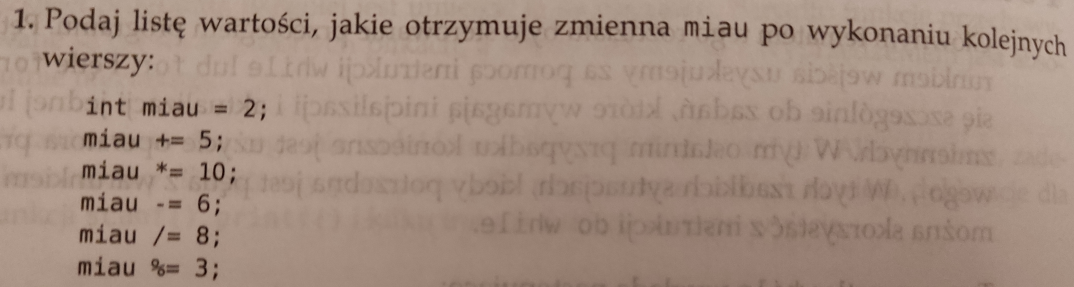 1. Podaj listę wartości, jakie otrzymuje zmienna miau po wykonaniu kolejnych
wierszy:
int miau = 2;
miau += 5;
miau *= 10;
miau -= 6;
miau /= 8;
miau %= 3;